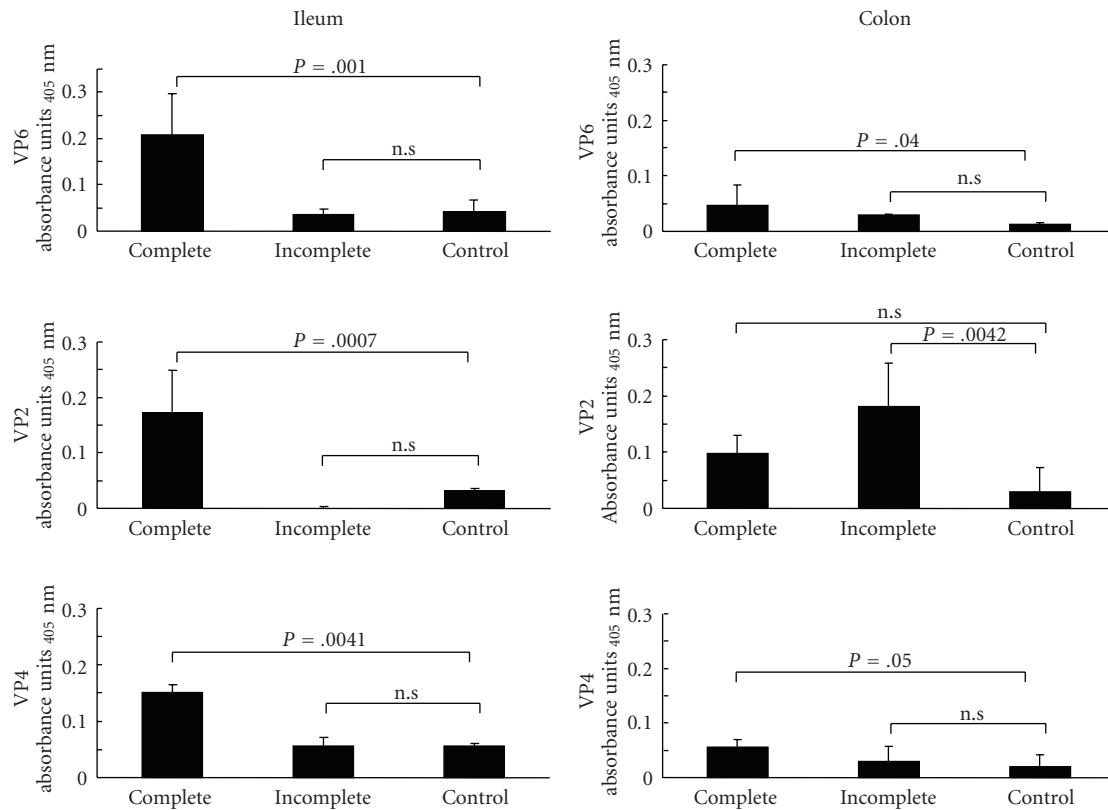 Ileum
VP6
absorbance units 405 nm
0.3
0.2
0.1
0
P = .001
n.s
Complete Incomplete Control
VP2
absorbance units 405 nm
0.3
0.2
0.1
0
P = .0007
n.s
Complete Incomplete Control
VP4
absorbance units 405 nm
0.3
0.2
0.1
0
P = .0041
n.s
Complete Incomplete Control
Colon
VP6
absorbance units 405 nm
0.3
0.2
0.1
0
P = .04
n.s
Complete Incomplete Control
VP2
Absorbance units 405 nm
0.3
0.2
0.1
0
n.s
P = .0042
Complete Incomplete Control
VP4
absorbance units 405 nm
0.3
0.2
0.1
0
P = .05
n.s
Complete Incomplete Control